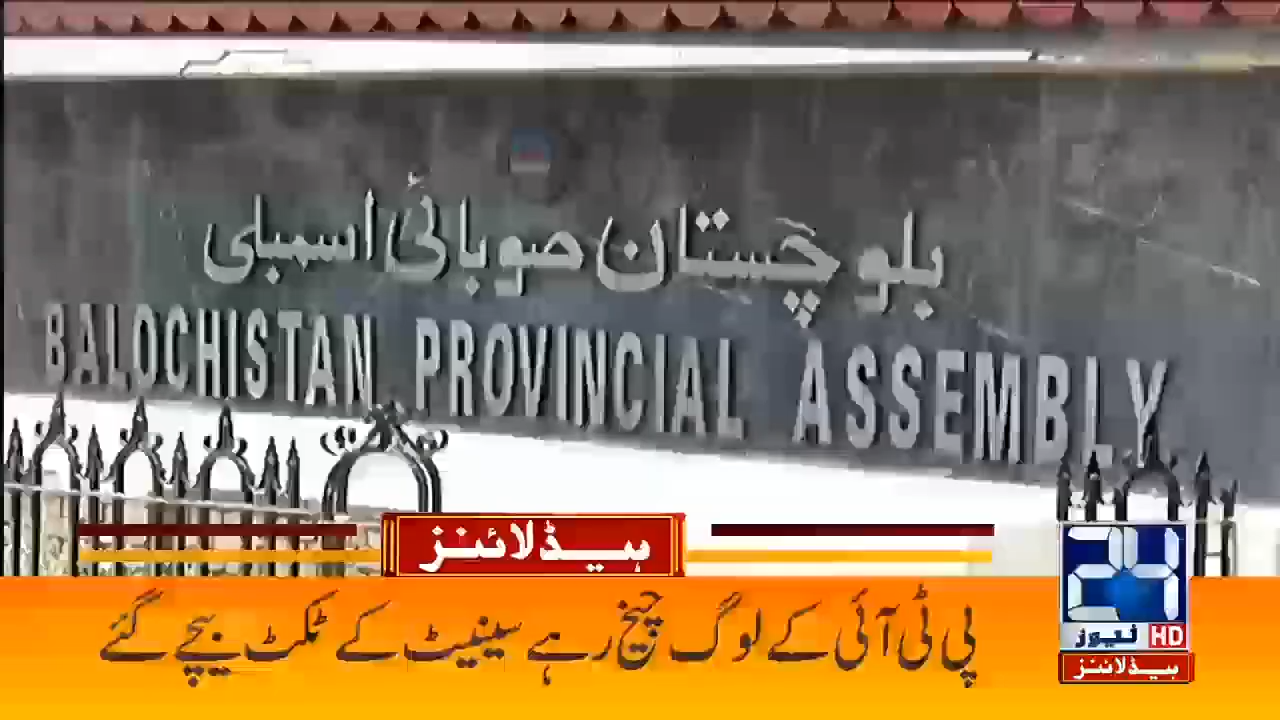 بلوچستان صوبائی اسمبلی
BALOCHISTAN PROVINCIAL ASSEMBLY
ہیڈلائنز
پی ٹی آئی کے لوگ چیخ رہے سینیٹ کے ٹکٹ بیچے گئے
24
نیوز HD
ہیڈلائنز